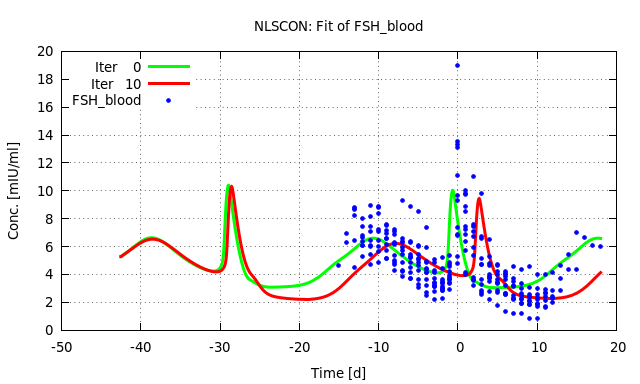 NLSCON: Fit of FSH_blood
Iter 0
Iter 10
FSH_blood
Conc. [mIU/ml]
20
18
16
14
12
10
8
6
4
2
0
-50 -40 -30 -20 -10 0 10 20
Time [d]